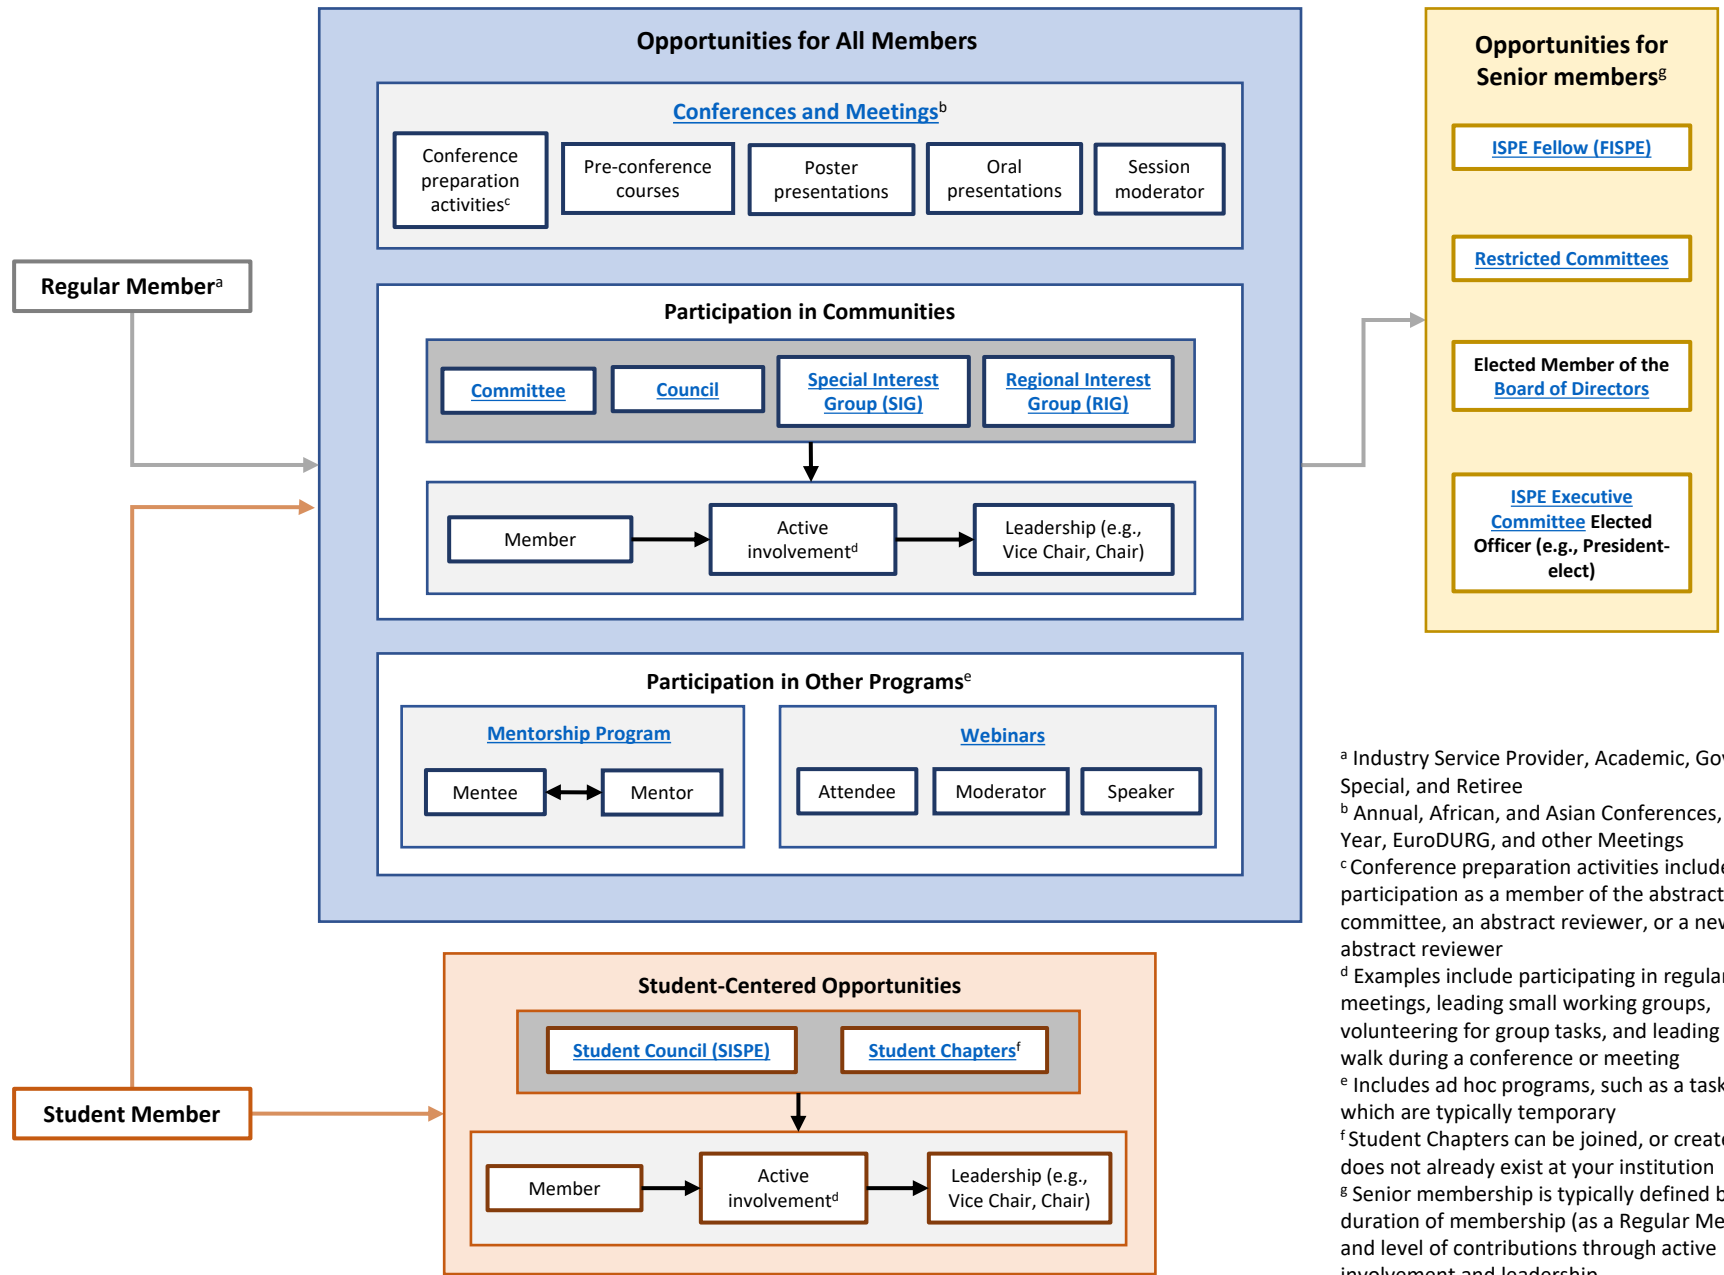 Opportunities for All Members
Conferences and Meetingsᵇ
Conference
preparation
activitiesᶜ
Pre-conference
courses
Poster
presentations
Oral
presentations
Session
moderator
Regular Memberᵃ
Participation in Communities
Committee
Council
Special Interest
Group (SIG)
Regional Interest
Group (RIG)
Member
Active
involvementᵈ
Leadership (e.g.,
Vice Chair, Chair)
Participation in Other Programsᵉ
Mentorship Program
Mentee
Mentor
Webinars
Attendee
Moderator
Speaker
Opportunities for
Senior membersᵍ
ISPE Fellow (FISPE)
Restricted Committees
Elected Member of the
Board of Directors
ISPE Executive
Committee Elected
Officer (e.g., President-
elect)
Student Member
Student-Centered Opportunities
Student Council (SISPE)
Student Chaptersᶠ
Member
Active
involvementᵈ
Leadership (e.g.,
Vice Chair, Chair)
ᵃ Industry Service Provider, Academic,
Special, and Retiree
ᵇ Annual, African, and Asian Conferences,
Year, EuroDURG, and other Meetings
ᶜ Conference preparation activities include
participation as a member of the abstract
committee, an abstract reviewer, or a
abstract reviewer
ᵈ Examples include participating in regular
meetings, leading small working groups,
volunteering for group tasks, and leading
walk during a conference or meeting
ᵉ Includes ad hoc programs, such as a task
which are typically temporary
ᶠ Student Chapters can be joined, or
does not already exist at your institution
ᵍ Senior membership is typically defined
duration of membership (as a Regular
and level of contributions through active
involvement and leadership